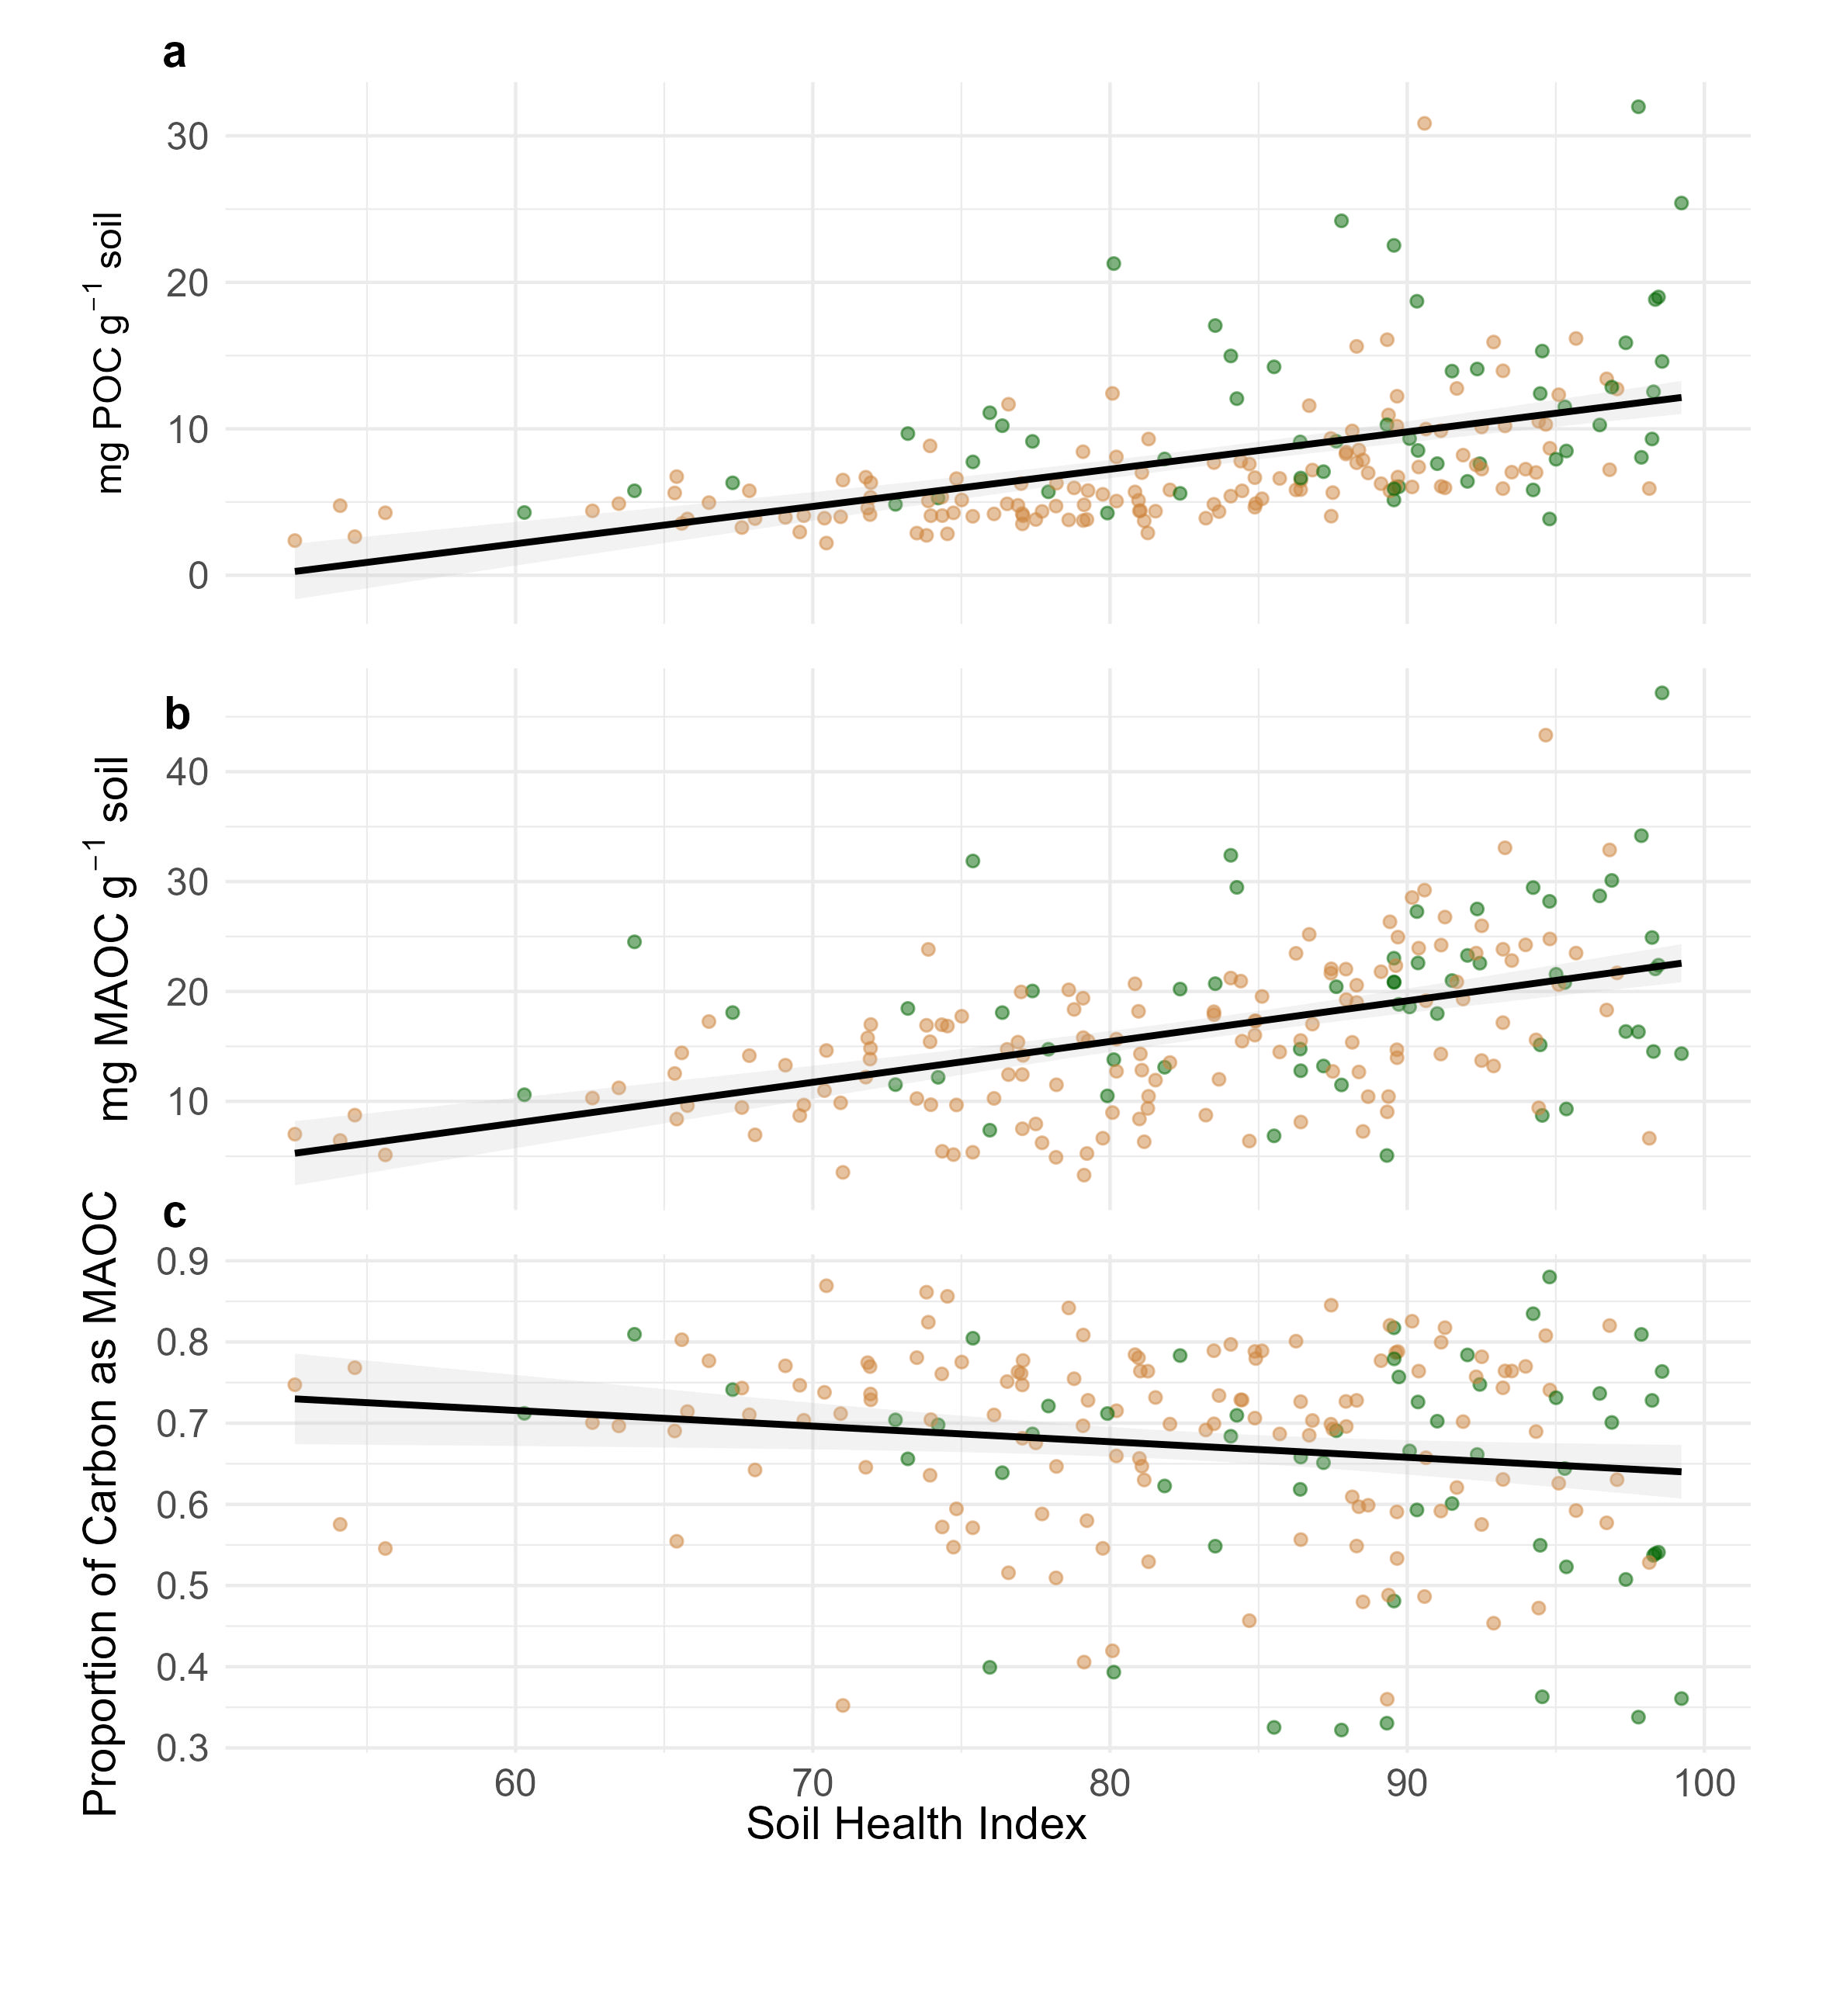 a
mg POC g⁻¹ soil
30
20
10
0
b
mg MAOC g⁻¹ soil
40
30
20
10
c
Proportion of Carbon as MAOC
0.9
0.8
0.7
0.6
0.5
0.4
0.3
60 70 80 90 100
Soil Health Index